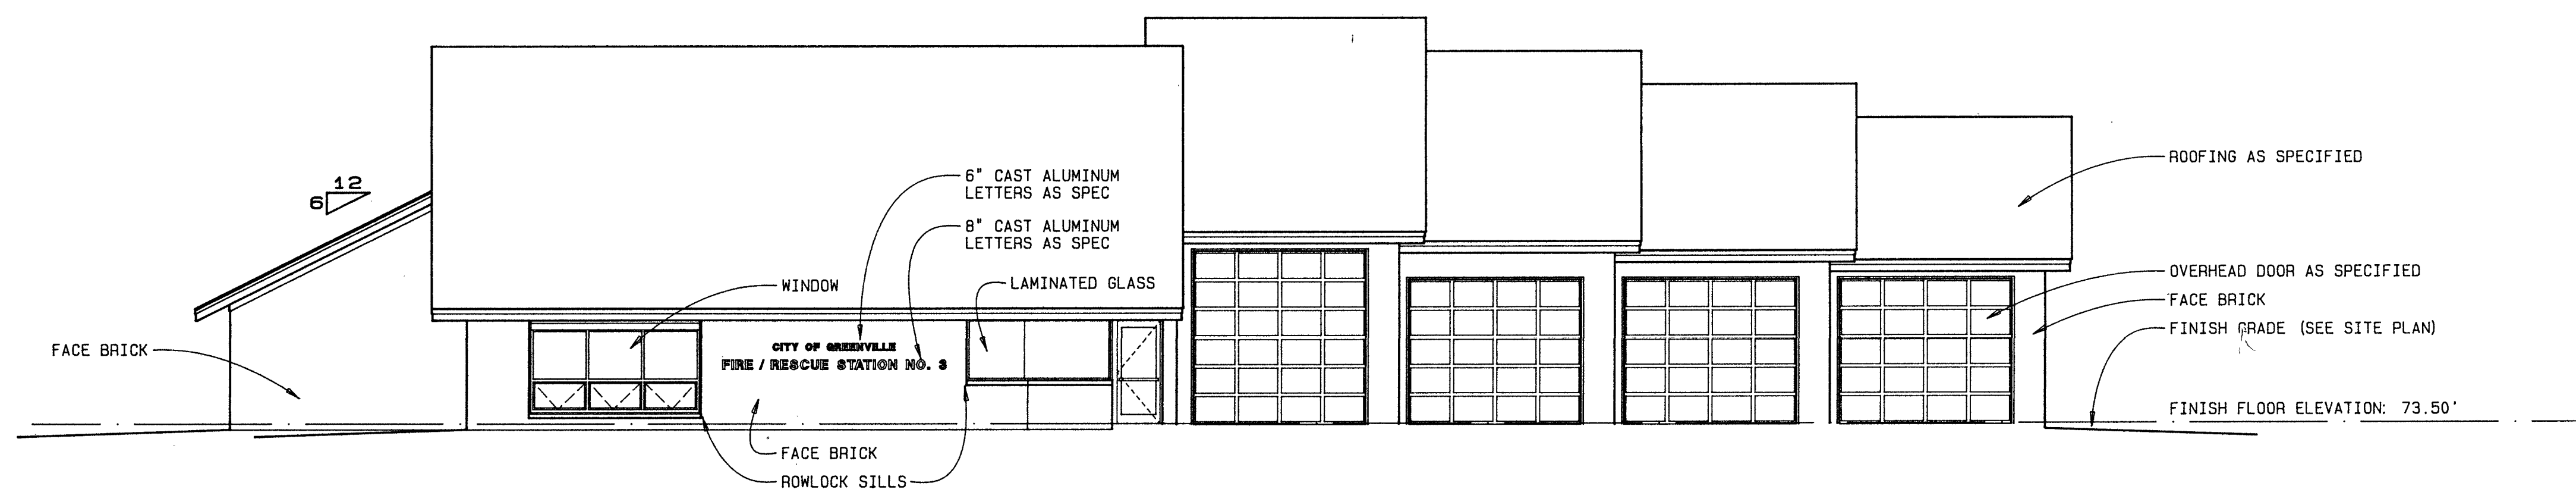 12
6
6" CAST ALUMINUM
LETTERS AS SPEC
8" CAST ALUMINUM
LETTERS AS SPEC
WINDOW
LAMINATED GLASS
ROOFING AS SPECIFIED
OVERHEAD DOOR AS SPECIFIED
FACE BRICK
FINISH GRADE (SEE SITE PLAN)
FACE BRICK
CITY OF GREENVILLE
FIRE / RESCUE STATION NO. 3
FINISH FLOOR ELEVATION: 73.50'
FACE BRICK
ROWLOCK SILLS